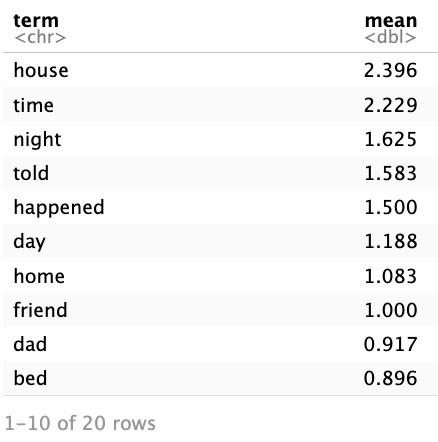 term mean
<chr> <dbl>
house 2.396
time 2.229
night 1.625
told 1.583
happened 1.500
day 1.188
home 1.083
friend 1.000
dad 0.917
bed 0.896
1–10 of 20 rows